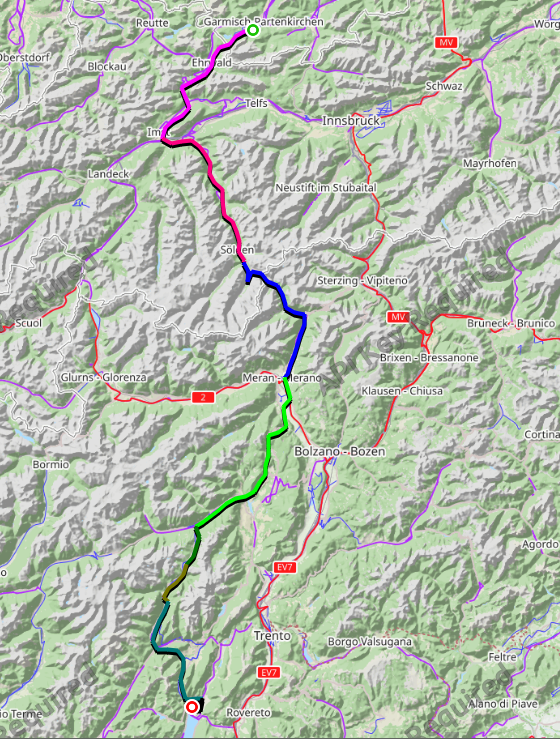 Reutte
Garmisch-Partenkirchen
Worg
MV
Oberstdorf
Ehrwald
Blockau
Schwaz
Telfs
Innsbruck
Imst
Mayrhofen
Landeck
Neustift im Stubaital
Sölden
Sterzing - Vipiteno
Scuol
MV
Bruneck - Brunico
Brixen - Bressanone
Glurns - Glorenza
Meran - Merano
Klausen - Chiusa
2
Cortina
Bolzano - Bozen
Bormio
Agordo
EV7
Trento
Borgo Valsugana
Feltre
EV7
io Terme
Rovereto
Alano di Piave